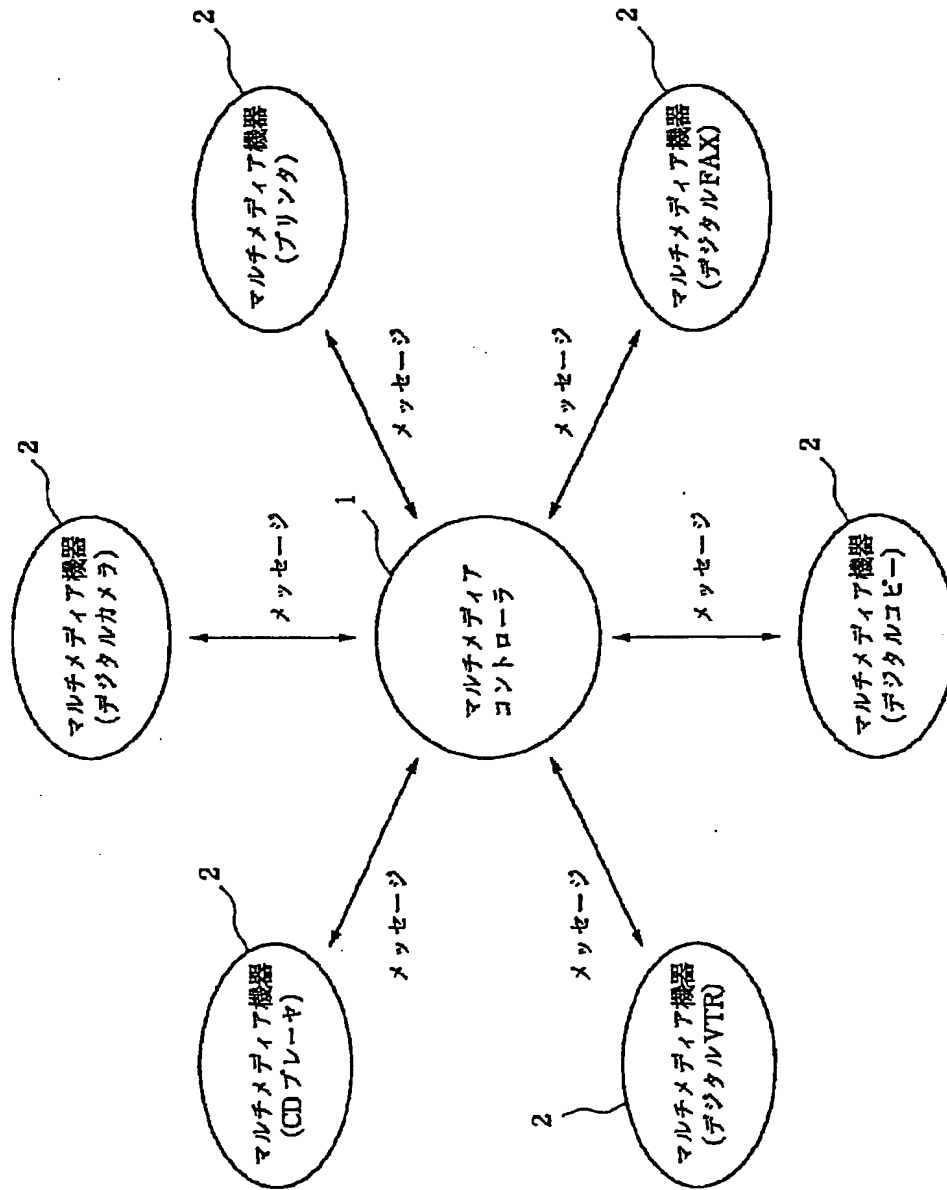 マルチメディア機器
(デジタルカメラ)
2
マルチメディア機器
(CDプレーヤ)
2
マルチメディア機器
(プリンタ)
2
メッセージ
メッセージ
メッセージ
1
マルチメディア
コントローラ
メッセージ
メッセージ
メッセージ
マルチメディア機器
(デジタルVTR)
2
マルチメディア機器
(デジタルFAX)
2
マルチメディア機器
(デジタルコピー)
2